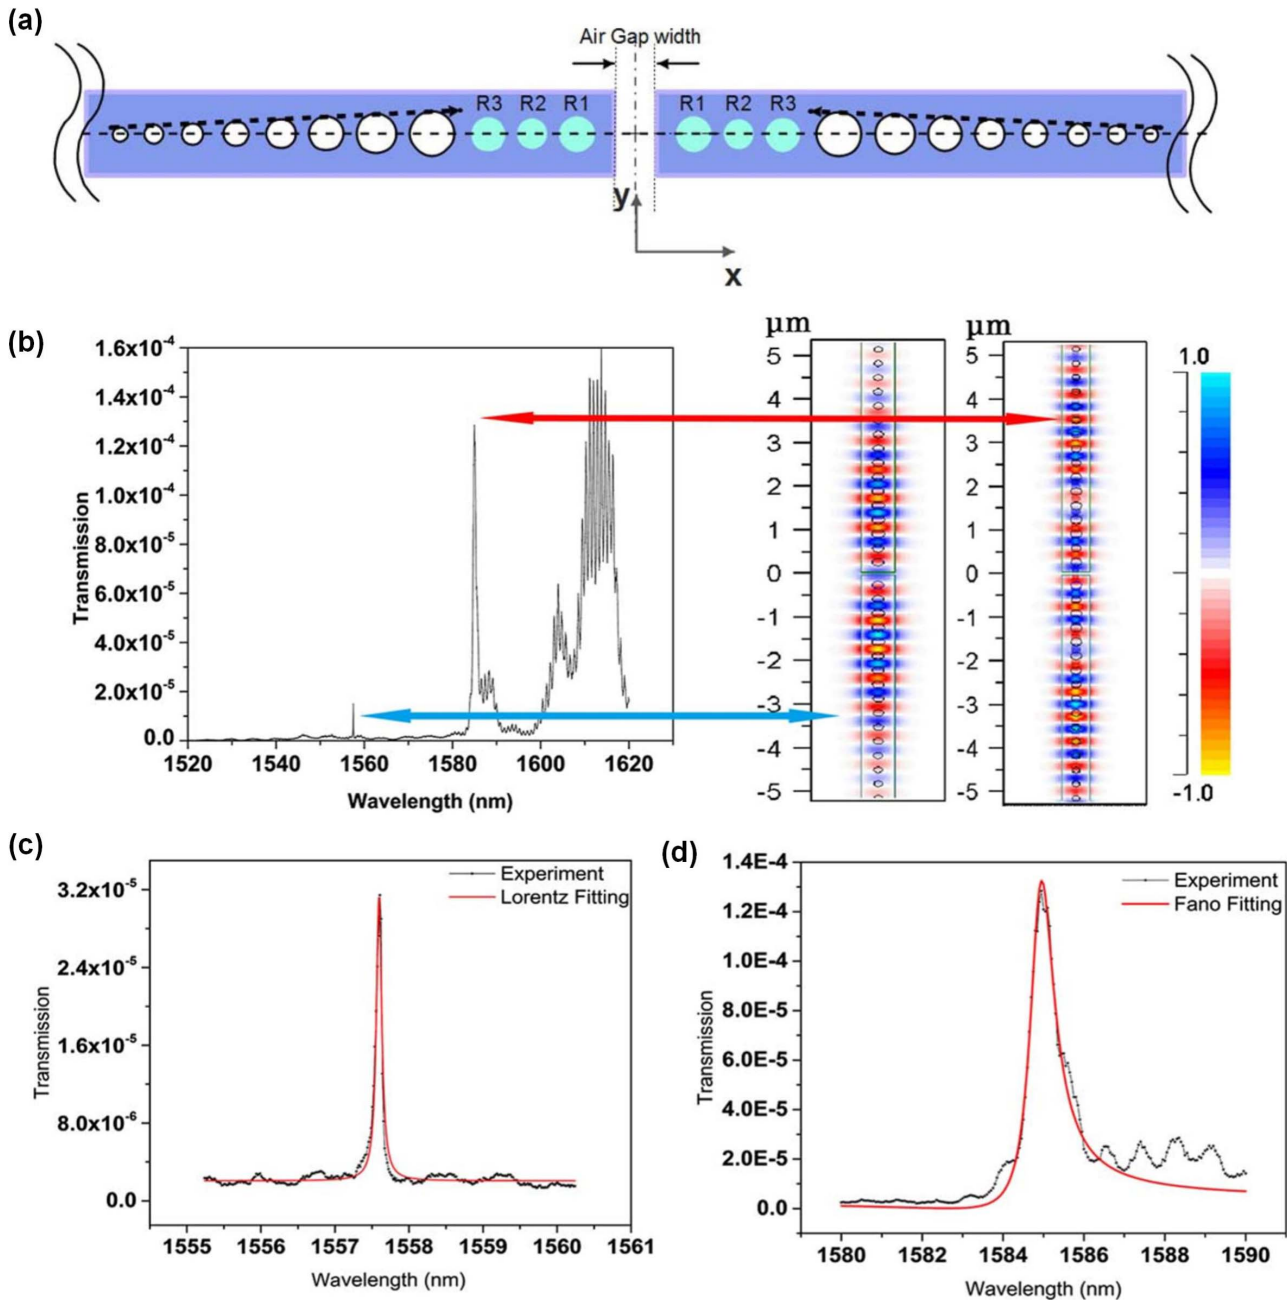 (a)
Air Gap width
R3 R2 R1 R1 R2 R3
y
x
(b)
Transmission
1.6x10-4
1.4x10-4
1.2x10-4
1.0x10-4
8.0x10-5
6.0x10-5
4.0x10-5
2.0x10-5
0.0
1520 1540 1560 1580 1600 1620
Wavelength (nm)
µm
5
4
3
2
1
0
-1
-2
-3
-4
-5
µm
5
4
3
2
1
0
-1
-2
-3
-4
-5
1.0
-1.0
(c)
Transmission
3.2x10-5
2.4x10-5
1.6x10-5
8.0x10-6
0.0
Experiment
Lorentz Fitting
1555 1556 1557 1558 1559 1560 1561
Wavelength (nm)
(d)
Transmission
1.4E-4
1.2E-4
1.0E-4
8.0E-5
6.0E-5
4.0E-5
2.0E-5
0.0
Experiment
Fano Fitting
1580 1582 1584 1586 1588 1590
Wavelength (nm)